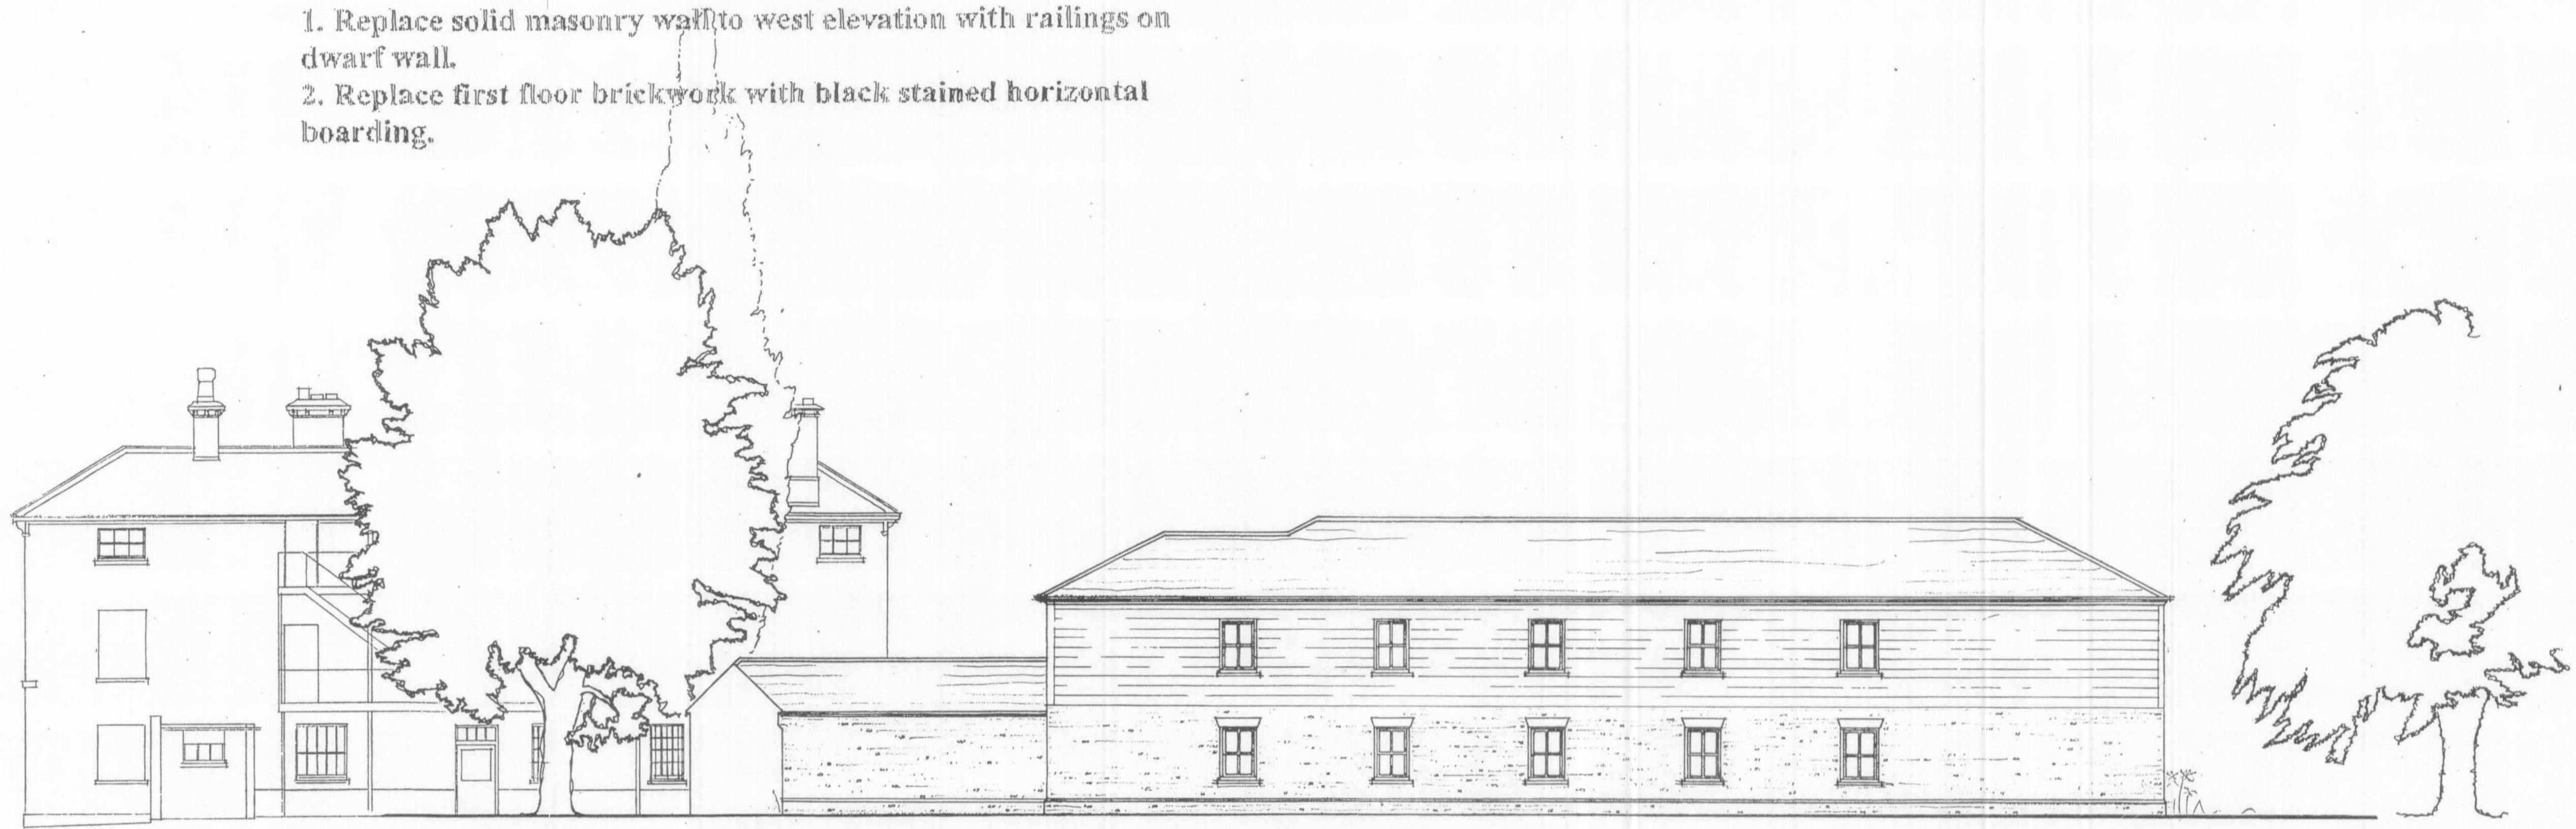 1. Replace solid masonry wall to west elevation with railings on
dwarf wall.
2. Replace first floor brickwork with black stained horizontal
boarding.